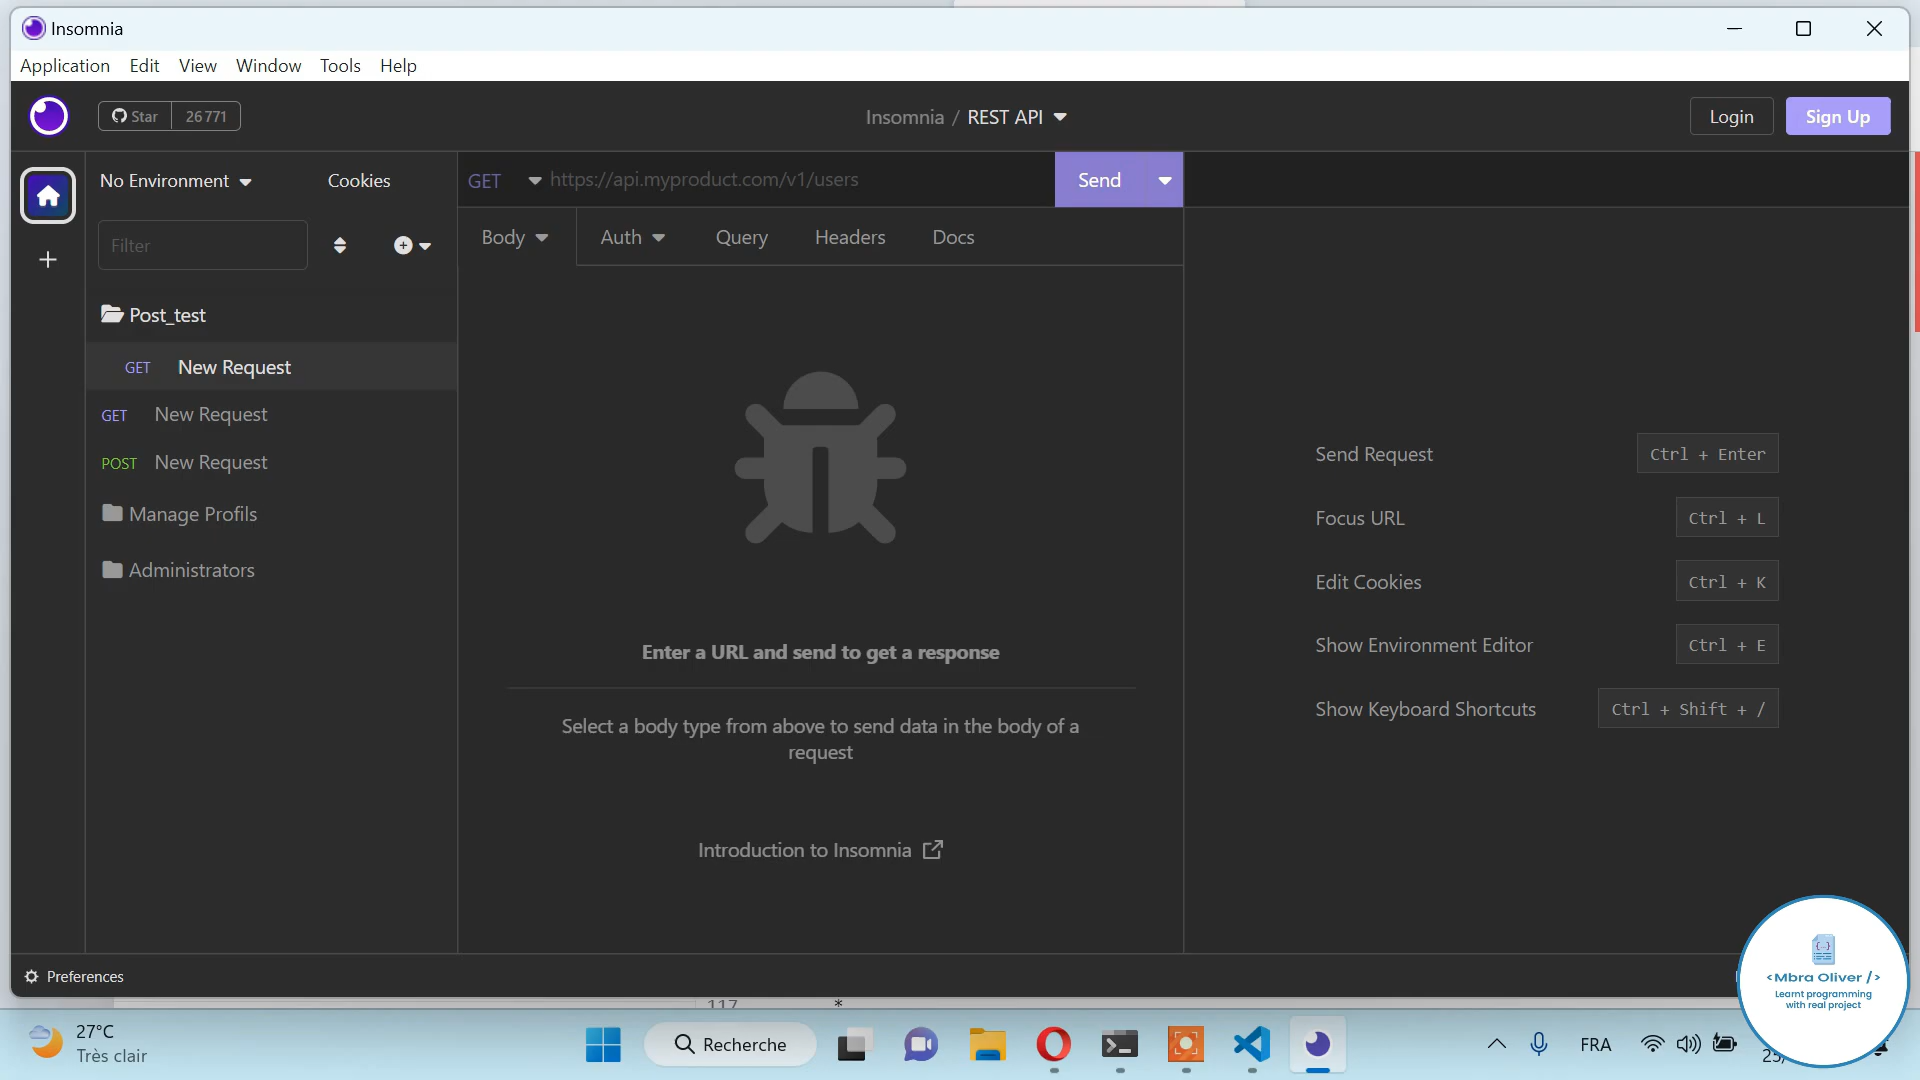 Insomnia
Application Edit View Window Tools Help
Star 26 771
Insomnia / REST API
Login
Sign Up
No Environment
Cookies
GET
https://api.myproduct.com/v1/users
Send
Filter
Body
Auth
Query
Headers
Docs
Post_test
GET New Request
GET New Request
POST New Request
Manage Profils
Administrators
Enter a URL and send to get a response
Select a body type from above to send data in the body of a
request
Introduction to Insomnia
Send Request Ctrl + Enter
Focus URL Ctrl + L
Edit Cookies Ctrl + K
Show Environment Editor Ctrl + E
Show Keyboard Shortcuts Ctrl + Shift + /
Preferences
{...}
<Mbra Oliver />
Learnt programming
with real project
117 *
27°C
Très clair
Recherche
FRA